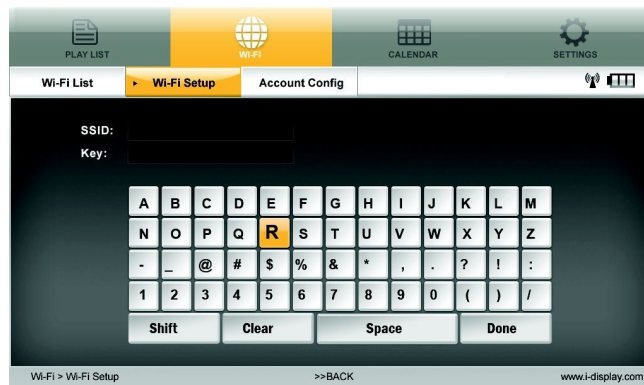 PLAY LIST WI-FI CALENDAR SETTINGS
Wi-Fi List Wi-Fi Setup Account Config
SSID:
Key:
A B C D E F G H I J K L M
N O P Q R S T U V W X Y Z
- _ @ # $ % & * , . ? ! :
1 2 3 4 5 6 7 8 9 0 ( ) /
Shift Clear Space Done
Wi-Fi > Wi-Fi Setup >>BACK www.i-display.com